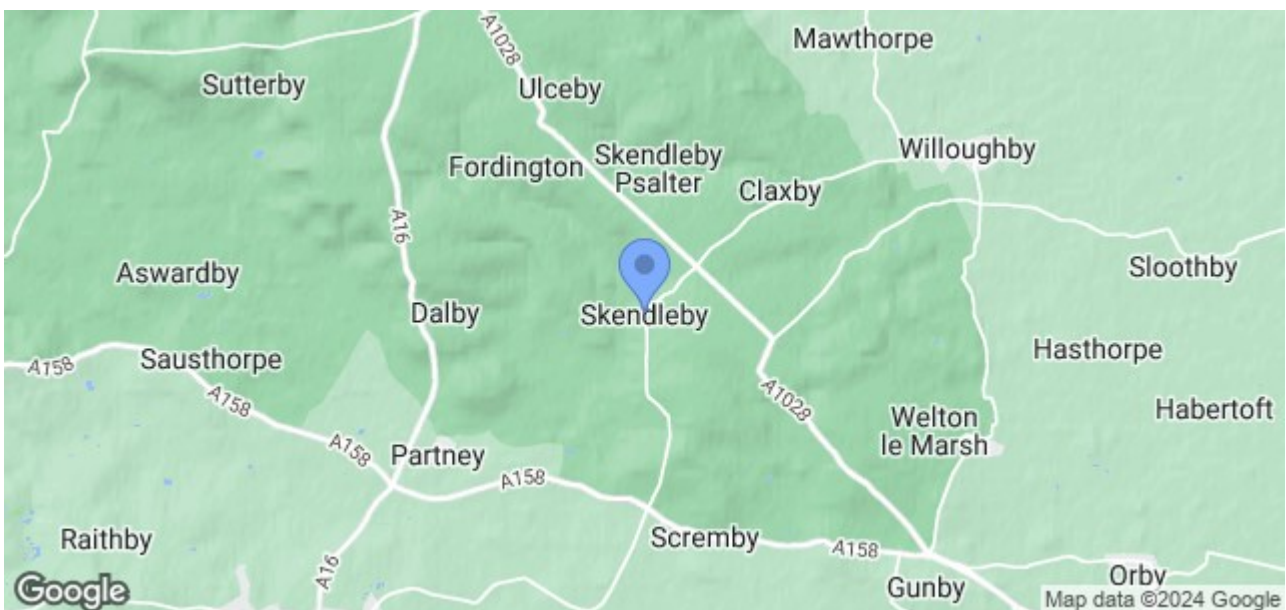 Mawthorpe
A1028
Sutterby
Ulceby
Fordington
Skendleby
Psalter
Willoughby
Claxby
A16
Aswardby
Sloothby
Dalby
Skendleby
Sausthorpe
A158
Hasthorpe
A158
A1028
Habertoft
Welton
le Marsh
A158
Partney
A158
Raithby
Scremby
A158
A16
Gunby
Orby
Google
Map data ©2024 Google